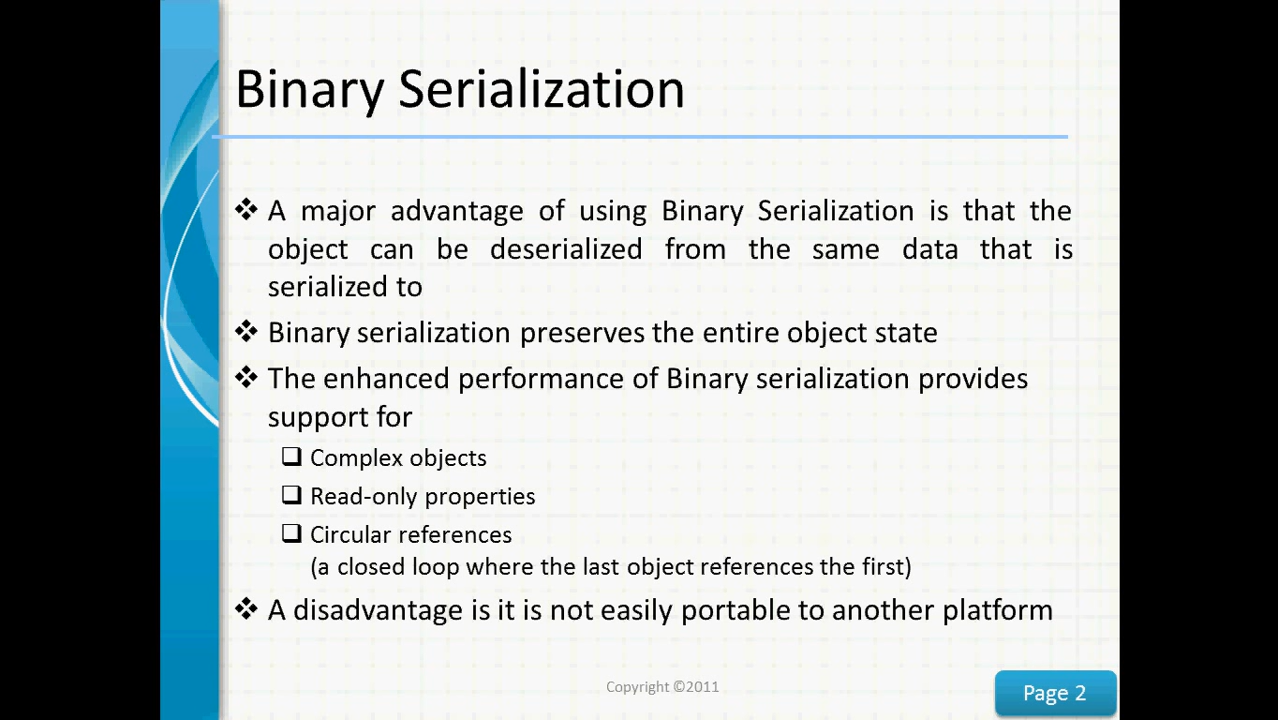 Binary Serialization
❖ A major advantage of using Binary Serialization is that the
object can be deserialized from the same data that is
serialized to
❖ Binary serialization preserves the entire object state
❖ The enhanced performance of Binary serialization provides
support for
❑ Complex objects
❑ Read-only properties
❑ Circular references
(a closed loop where the last object references the first)
❖ A disadvantage is it is not easily portable to another platform
Copyright ©2011
Page 2